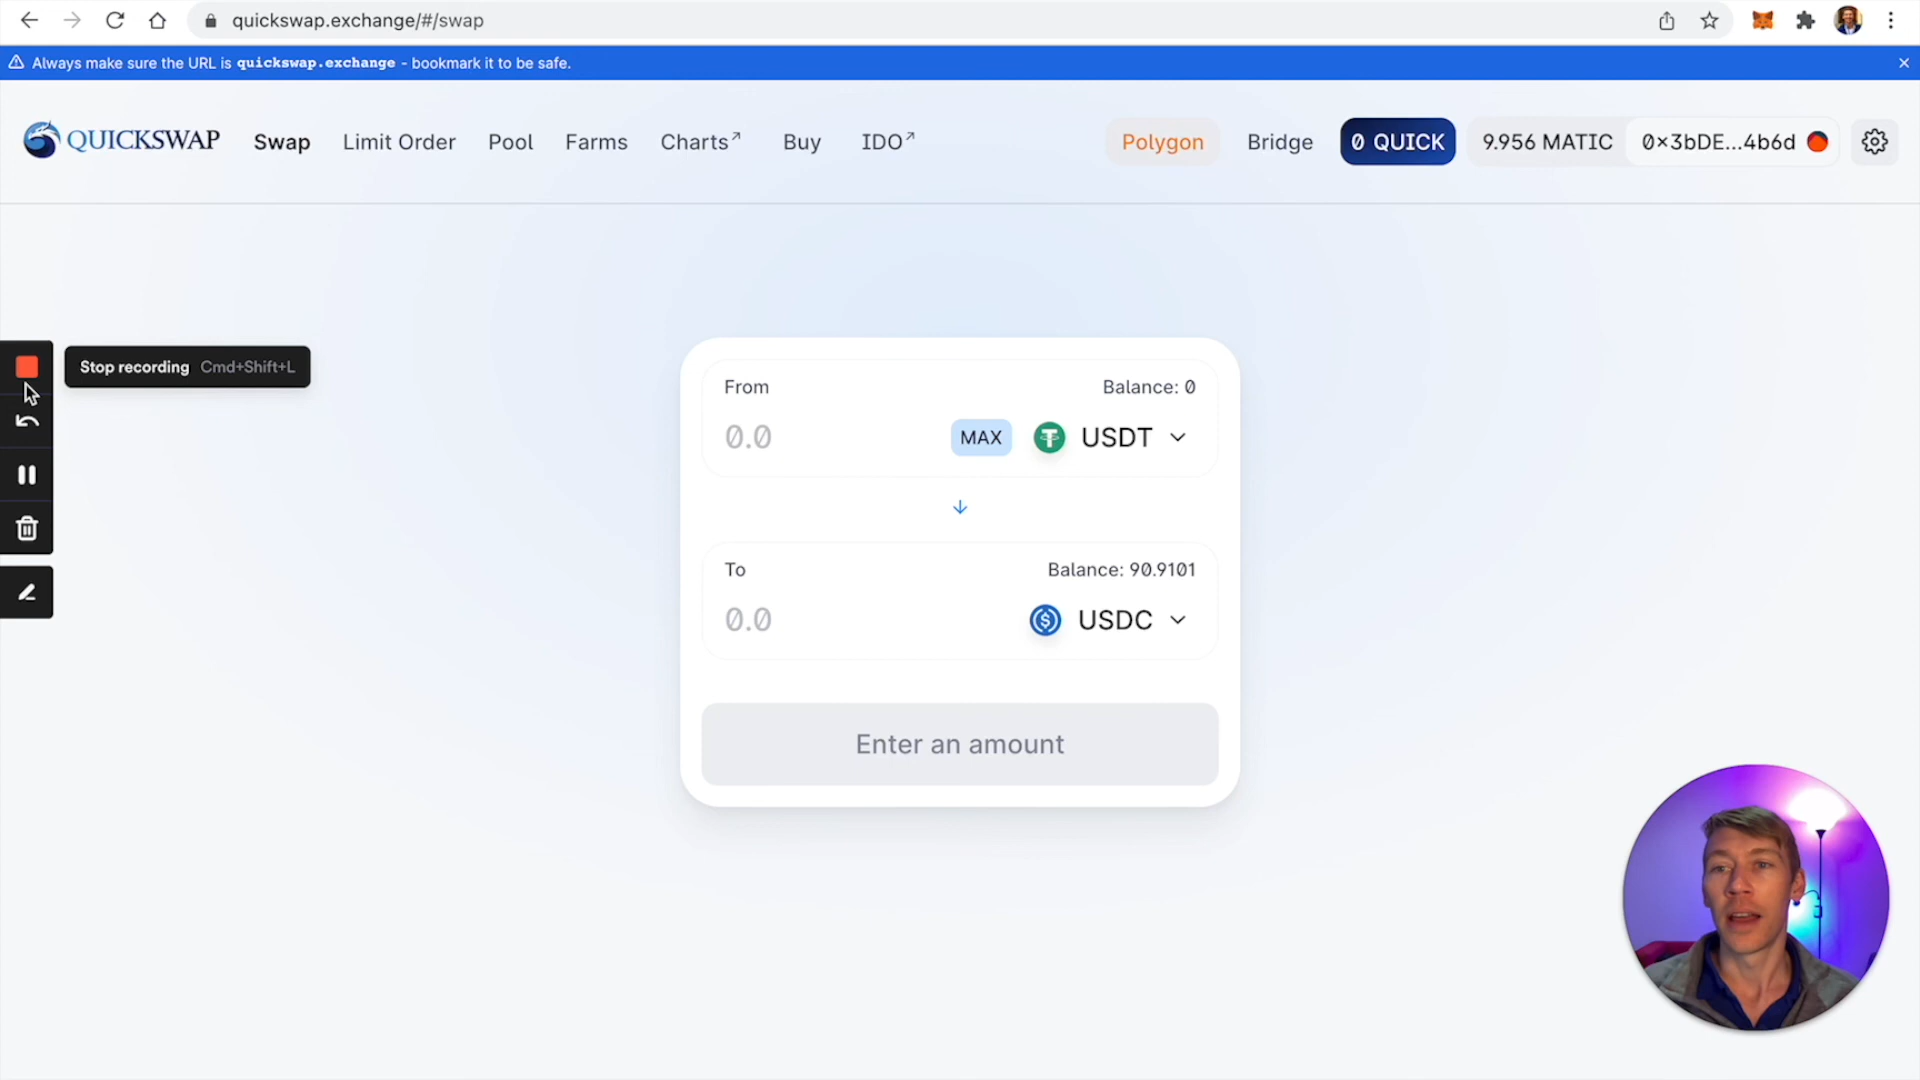 quickswap.exchange/#/swap
Always make sure the URL is quickswap.exchange - bookmark it to be safe.
QUICKSWAP Swap Limit Order Pool Farms Charts↗ Buy IDO↗ Polygon Bridge 0 QUICK 9.956 MATIC 0×3bDE...4b6d
Stop recording Cmd+Shift+L
From Balance: 0
0.0 MAX USDT
To Balance: 90.9101
0.0 USDC
Enter an amount